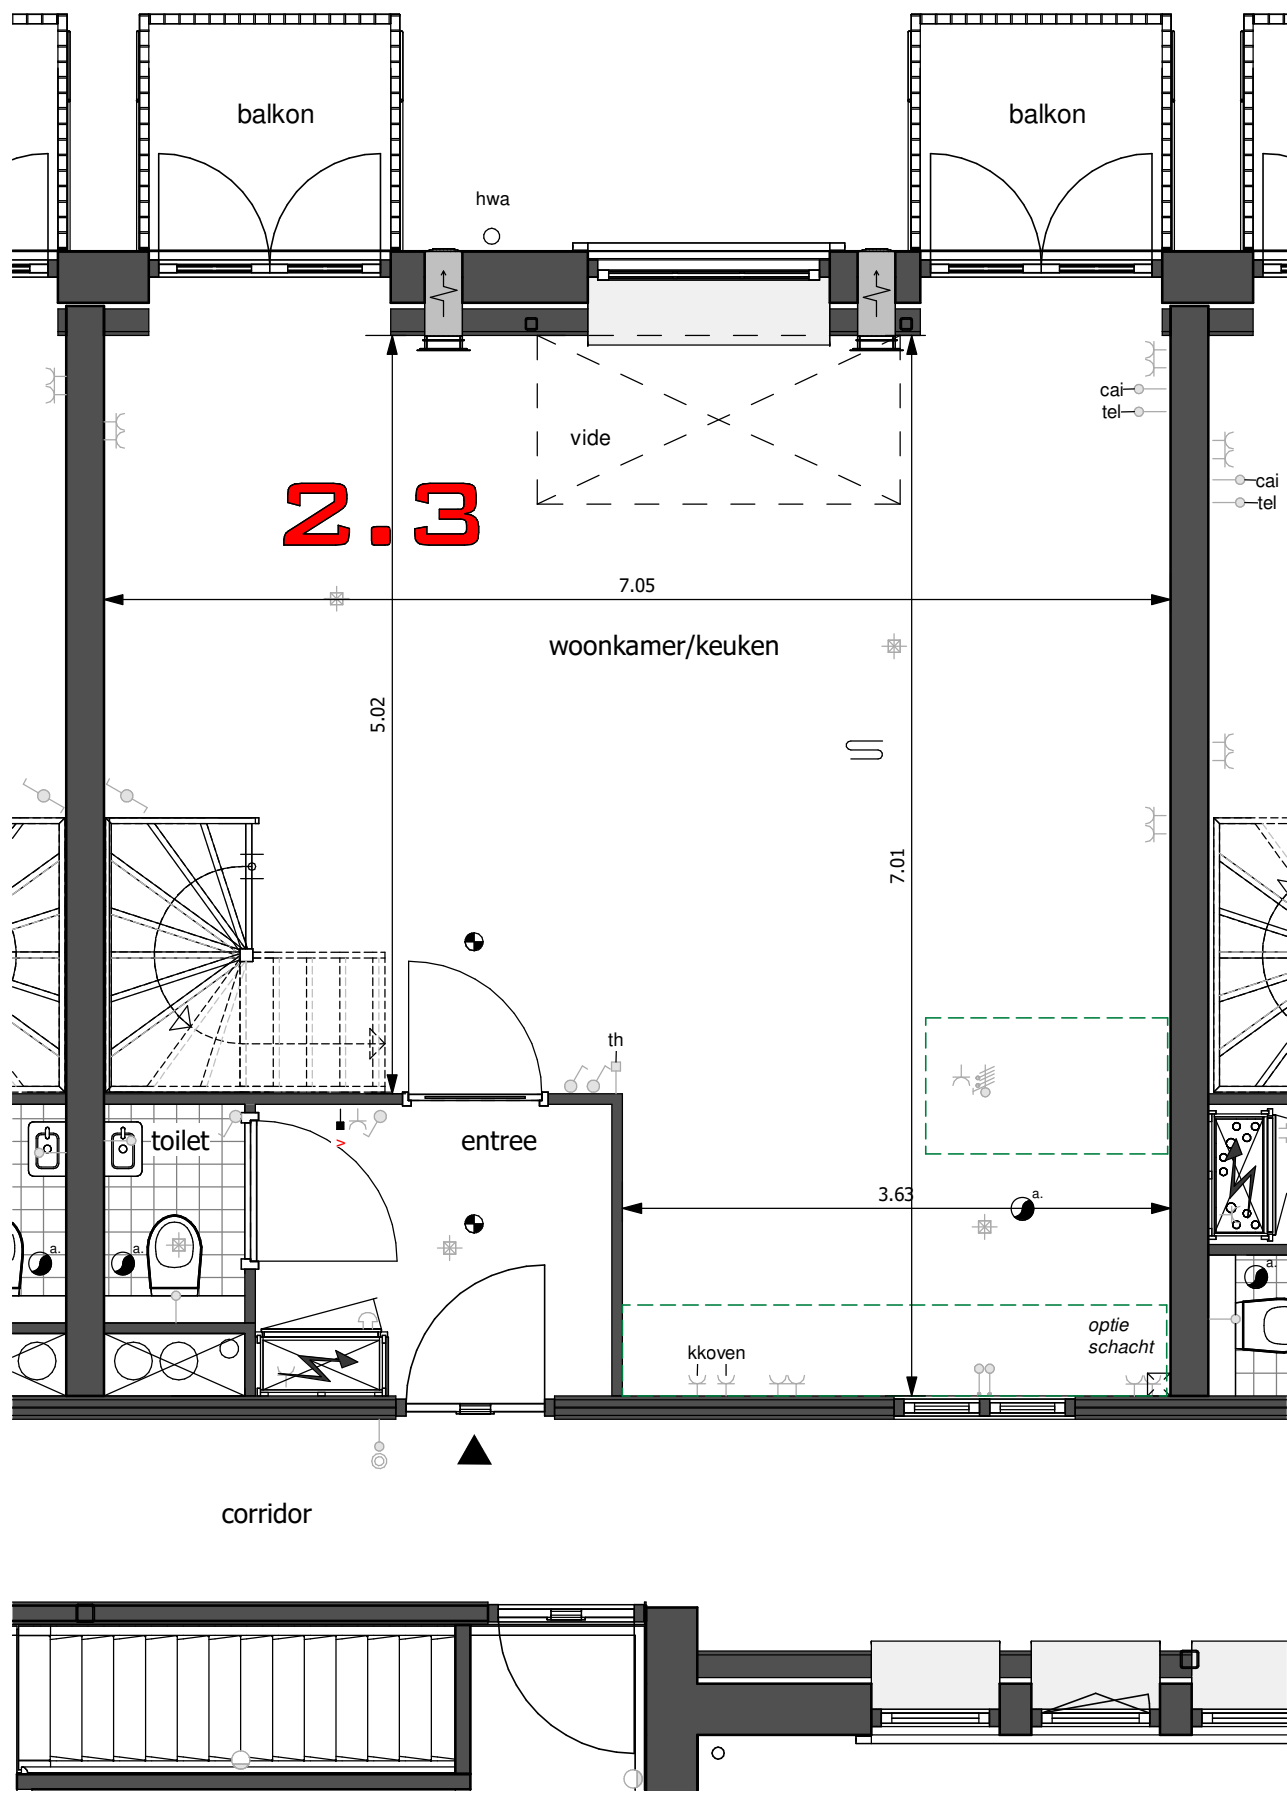 balkon
balkon
hwa
cai
tel
vide
cai
tel
2.3
7.05
woonkamer/keuken
5.02
7.01
th
toilet
v
entree
3.63
a.
a.
a.
a.
optie
schacht
kkoven
corridor